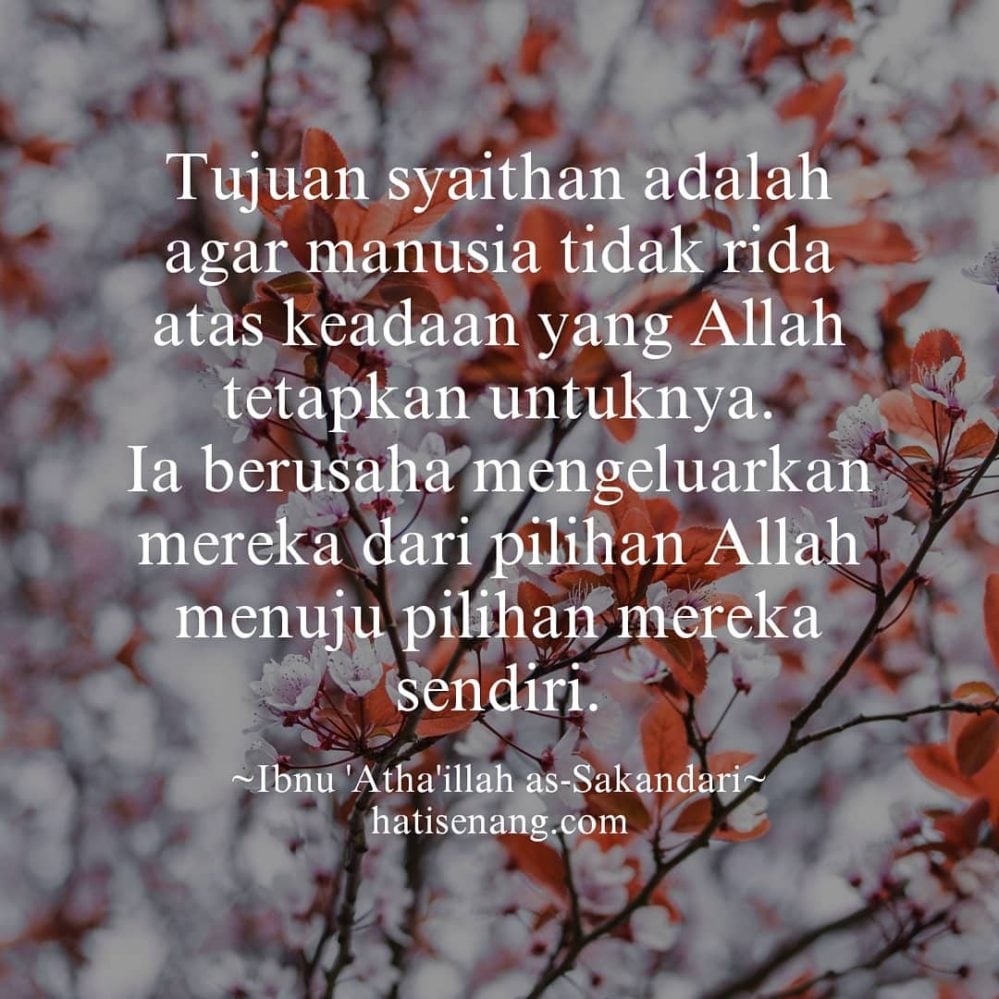 Tujuan syaithan adalah
agar manusia tidak rida
atas keadaan yang Allah
tetapkan untuknya.
Ia berusaha mengeluarkan
mereka dari pilihan Allah
menuju pilihan mereka
sendiri.
~Ibnu 'Atha'illah as-Sakandari~
hatisenang.com